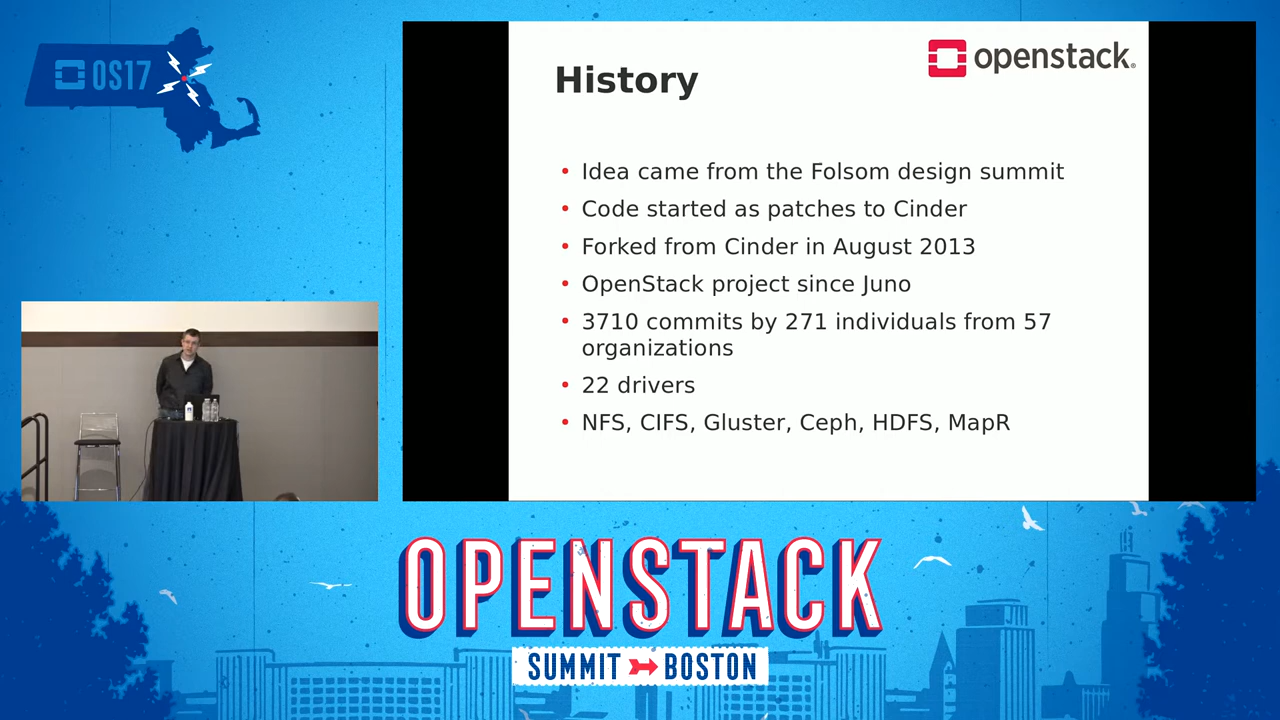 OS17
openstack.
History
• Idea came from the Folsom design summit
• Code started as patches to Cinder
• Forked from Cinder in August 2013
• OpenStack project since Juno
• 3710 commits by 271 individuals from 57
organizations
• 22 drivers
• NFS, CIFS, Gluster, Ceph, HDFS, MapR
OPENSTACK
SUMMIT BOSTON